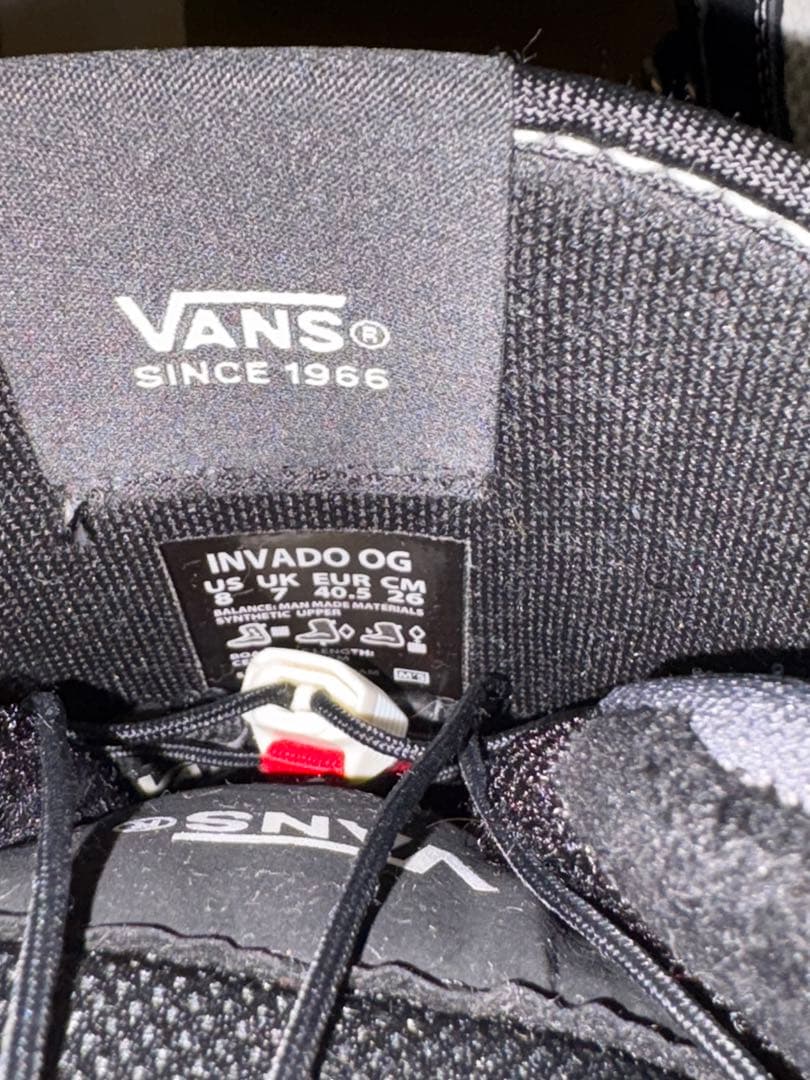 VANS®
SINCE 1966
INVADO OG
US UK EUR CM
8 7 40.5 26
BALANCE: MAN MADE MATERIALS
SYNTHETIC UPPER
LENGTH:
M'S
VANS®